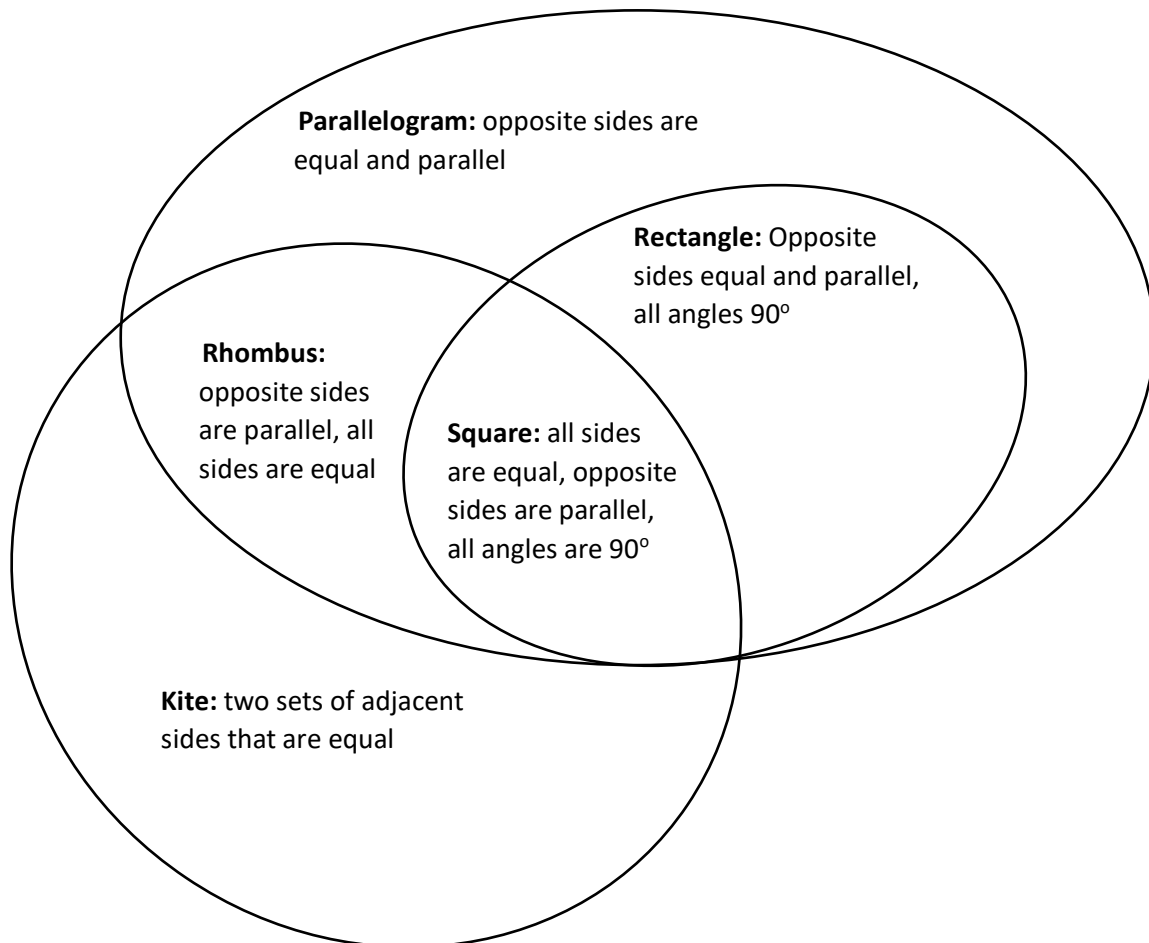 Parallelogram: opposite sides are
equal and parallel
Rectangle: Opposite
sides equal and parallel,
all angles 90º
Rhombus:
opposite sides
are parallel, all
sides are equal
Square: all sides
are equal, opposite
sides are parallel,
all angles are 90º
Kite: two sets of adjacent
sides that are equal